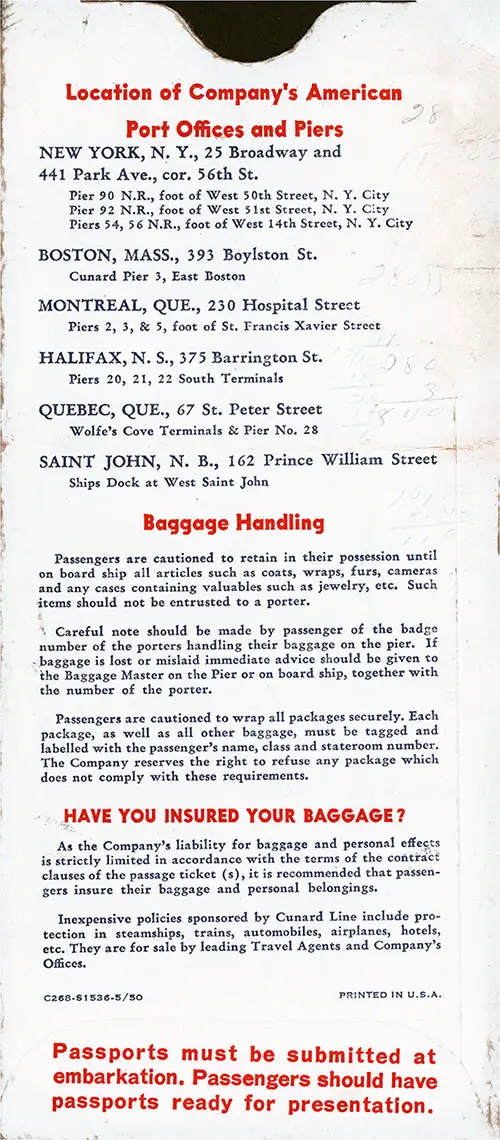 Location of Company's American
Port Offices and Piers
NEW YORK, N. Y., 25 Broadway and
441 Park Ave., cor. 56th St.
Pier 90 N.R., foot of West 50th Street, N. Y. City
Pier 92 N.R., foot of West 51st Street, N. Y. City
Piers 54, 56 N.R., foot of West 14th Street, N. Y. City
BOSTON, MASS., 393 Boylston St.
Cunard Pier 3, East Boston
MONTREAL, QUE., 230 Hospital Street
Piers 2, 3, & 5, foot of St. Francis Xavier Street
HALIFAX, N. S., 375 Barrington St.
Piers 20, 21, 22 South Terminals
QUEBEC, QUE., 67 St. Peter Street
Wolfe's Cove Terminals & Pier No. 28
SAINT JOHN, N. B., 162 Prince William Street
Ships Dock at West Saint John
Baggage Handling
Passengers are cautioned to retain in their possession until
on board ship all articles such as coats, wraps, furs, cameras
and any cases containing valuables such as jewelry, etc. Such
items should not be entrusted to a porter.
Careful note should be made by passenger of the badge
number of the porters handling their baggage on the pier. If
baggage is lost or mislaid immediate advice should be given to
the Baggage Master on the Pier or on board ship, together with
the number of the porter.
Passengers are cautioned to wrap all packages securely. Each
package, as well as all other baggage, must be tagged and
labelled with the passenger's name, class and stateroom number.
The Company reserves the right to refuse any package which
does not comply with these requirements.
HAVE YOU INSURED YOUR BAGGAGE?
As the Company's liability for baggage and personal effects
is strictly limited in accordance with the terms of the contract
clauses of the passage ticket (s), it is recommended that passen-
gers insure their baggage and personal belongings.
Inexpensive policies sponsored by Cunard Line include pro-
tection in steamships, trains, automobiles, airplanes, hotels,
etc. They are for sale by leading Travel Agents and Company's
Offices.
C268-S1536-5/50
PRINTED IN U.S.A.
Passports must be submitted at
embarkation. Passengers should have
passports ready for presentation.
28
280
3
840